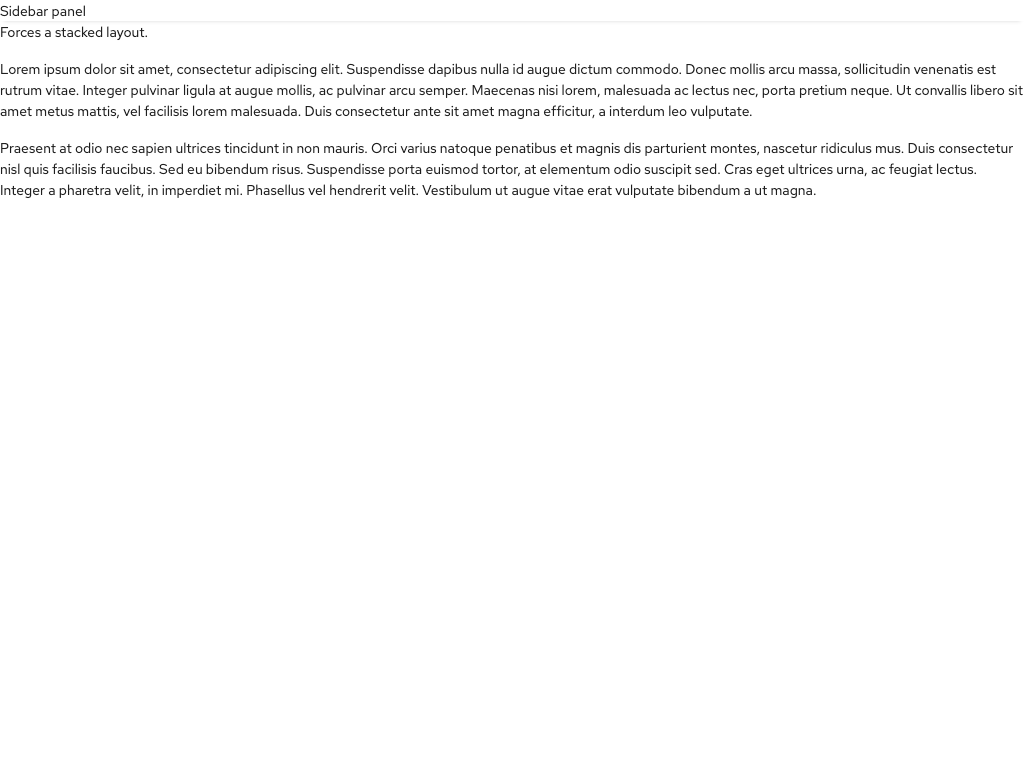 Sidebar panel
Forces a stacked layout.
Lorem ipsum dolor sit amet, consectetur adipiscing elit. Suspendisse dapibus nulla id augue dictum commodo. Donec mollis arcu massa, sollicitudin venenatis est
rutrum vitae. Integer pulvinar ligula at augue mollis, ac pulvinar arcu semper. Maecenas nisi lorem, malesuada ac lectus nec, porta pretium neque. Ut convallis libero sit
amet metus mattis, vel facilisis lorem malesuada. Duis consectetur ante sit amet magna efficitur, a interdum leo vulputate.
Praesent at odio nec sapien ultrices tincidunt in non mauris. Orci varius natoque penatibus et magnis dis parturient montes, nascetur ridiculus mus. Duis consectetur
nisl quis facilisis faucibus. Sed eu bibendum risus. Suspendisse porta euismod tortor, at elementum odio suscipit sed. Cras eget ultrices urna, ac feugiat lectus.
Integer a pharetra velit, in imperdiet mi. Phasellus vel hendrerit velit. Vestibulum ut augue vitae erat vulputate bibendum a ut magna.